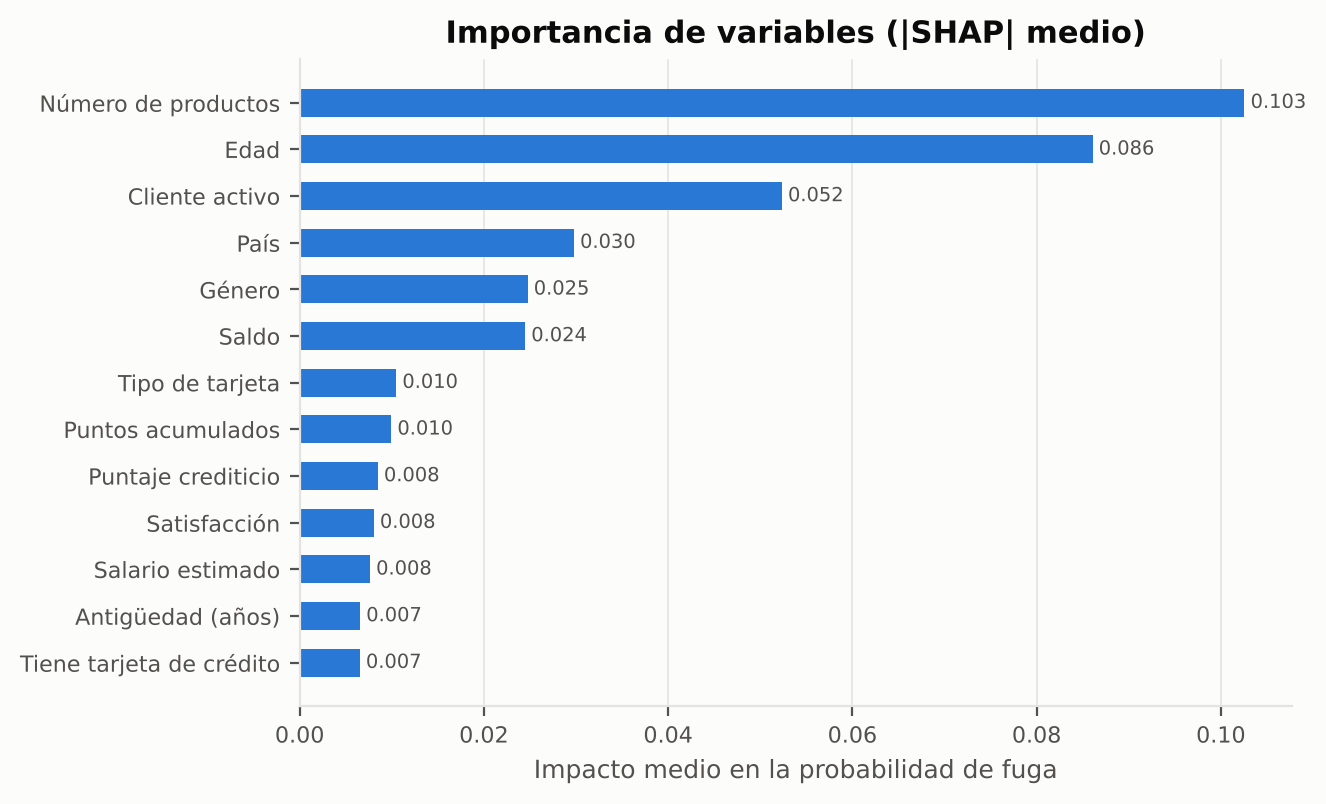 Importancia de variables (|SHAP| medio)
Número de productos 0.103
Edad 0.086
Cliente activo 0.052
País 0.030
Género 0.025
Saldo 0.024
Tipo de tarjeta 0.010
Puntos acumulados 0.010
Puntaje crediticio 0.008
Satisfacción 0.008
Salario estimado 0.008
Antigüedad (años) 0.007
Tiene tarjeta de crédito 0.007
0.00 0.02 0.04 0.06 0.08 0.10
Impacto medio en la probabilidad de fuga